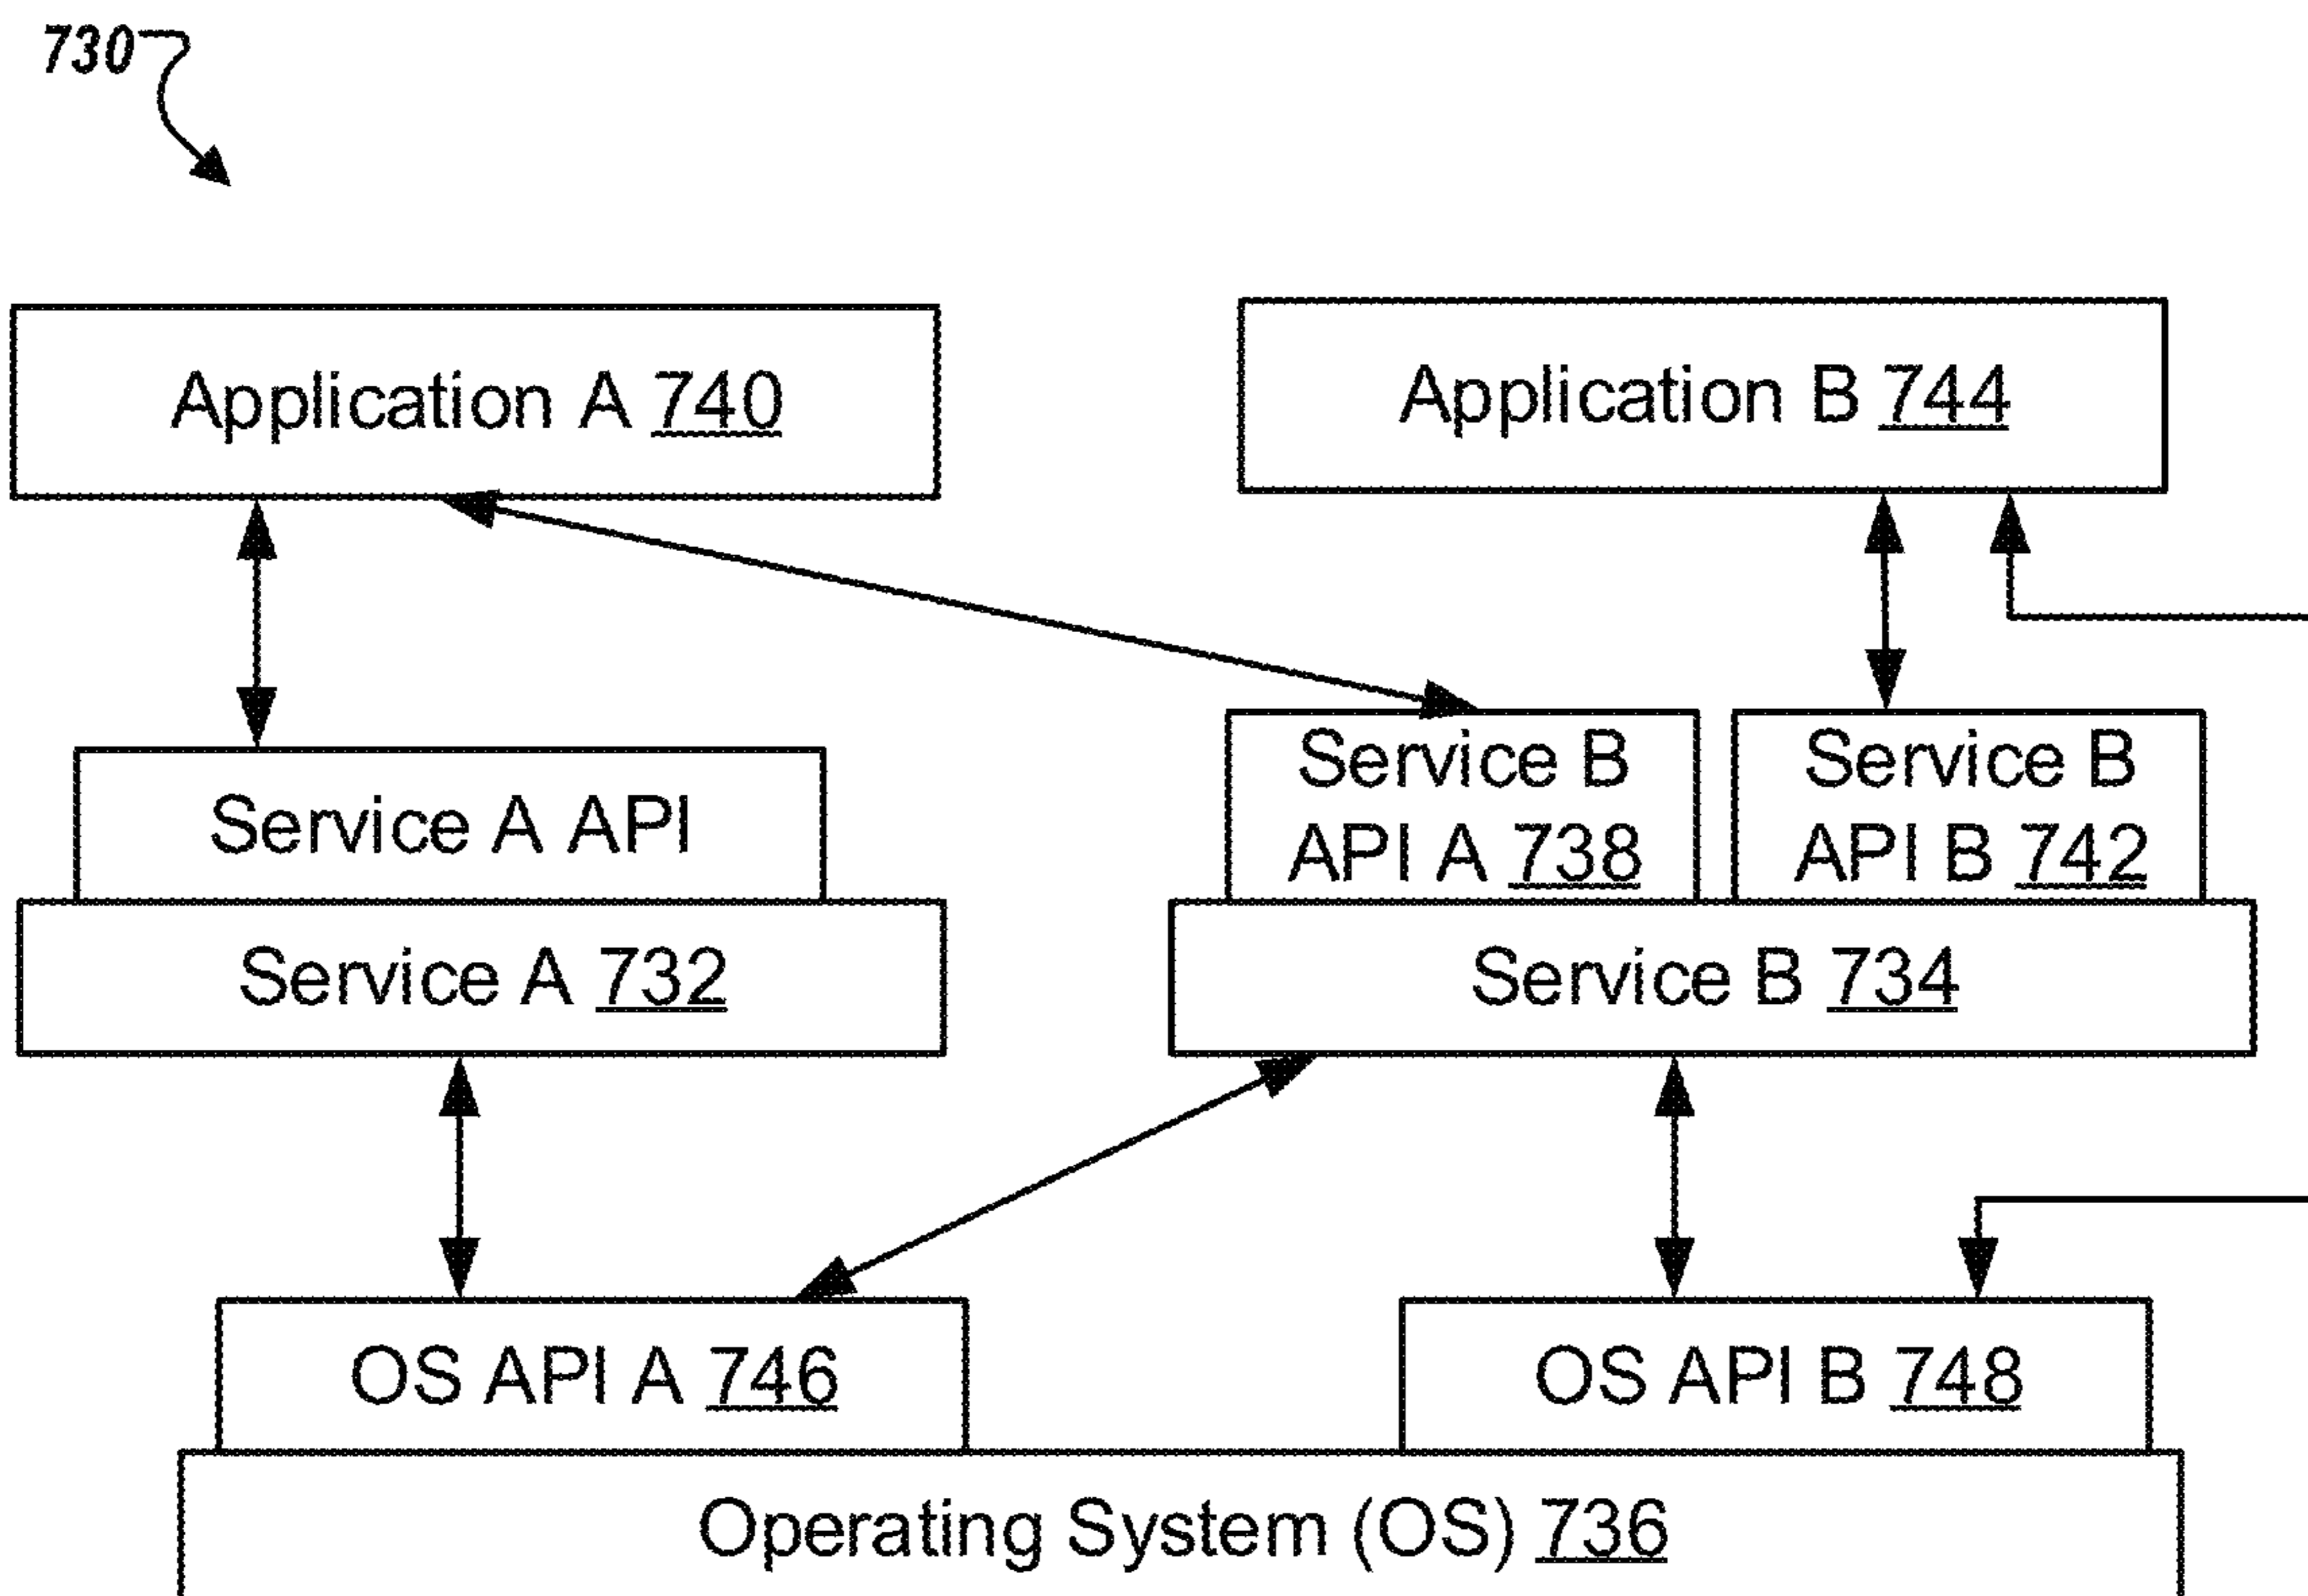 730
Application A 740
Application B 744
Service A API
Service B
API A 738
Service B
API B 742
Service A 732
Service B 734
OS API A 746
OS API B 748
Operating System (OS) 736